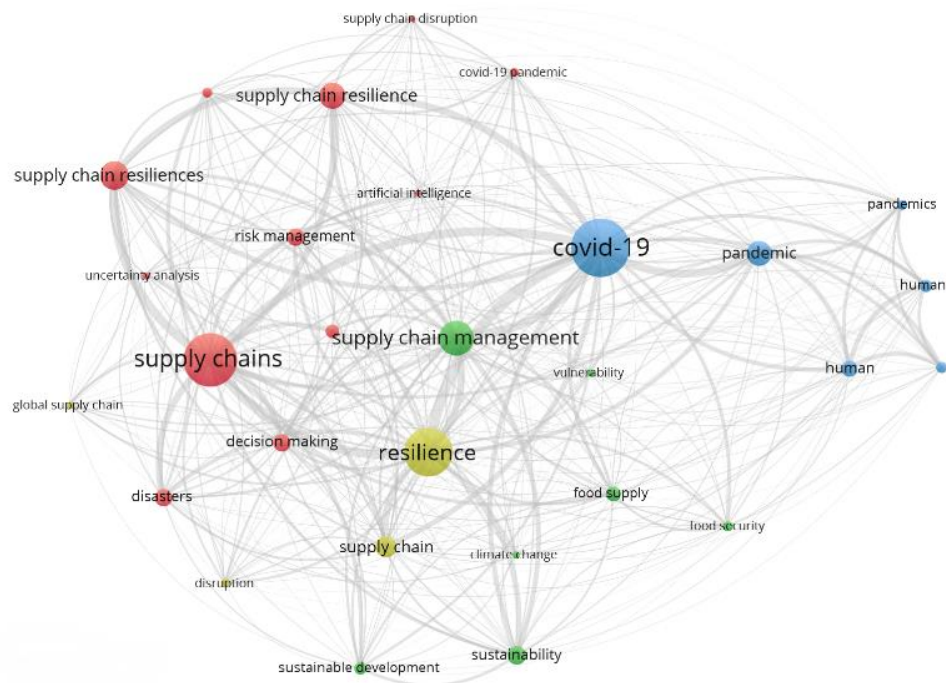 supply chain disruption
covid-19 pandemic
supply chain resilience
supply chain resiliences
artificial intelligence
pandemics
risk management
covid-19
pandemic
uncertainty analysis
human
supply chain management
supply chains
vulnerability
human
global supply chain
decision making
resilience
disasters
food supply
food security
supply chain
climate change
disruption
sustainability
sustainable development